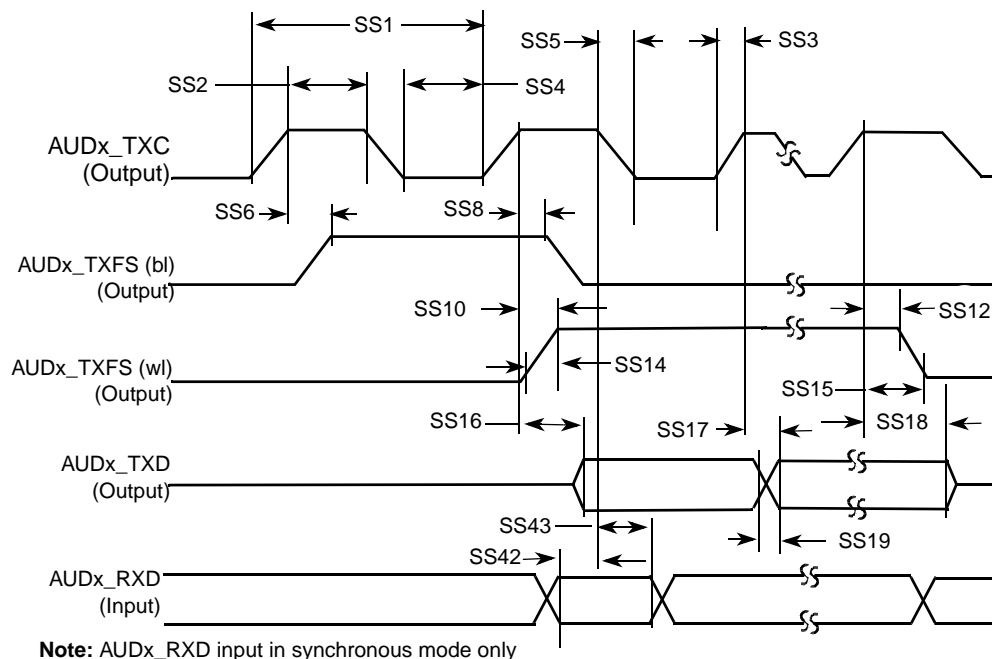 SS1
SS5
SS3
SS2
SS4
AUDx_TXC
(Output)
SS6
SS8
AUDx_TXFS (bl)
(Output)
SS10
SS12
AUDx_TXFS (wl)
(Output)
SS14
SS15
SS16
SS17
SS18
AUDx_TXD
(Output)
SS43
SS42
SS19
AUDx_RXD
(Input)
Note: AUDx_RXD input in synchronous mode only